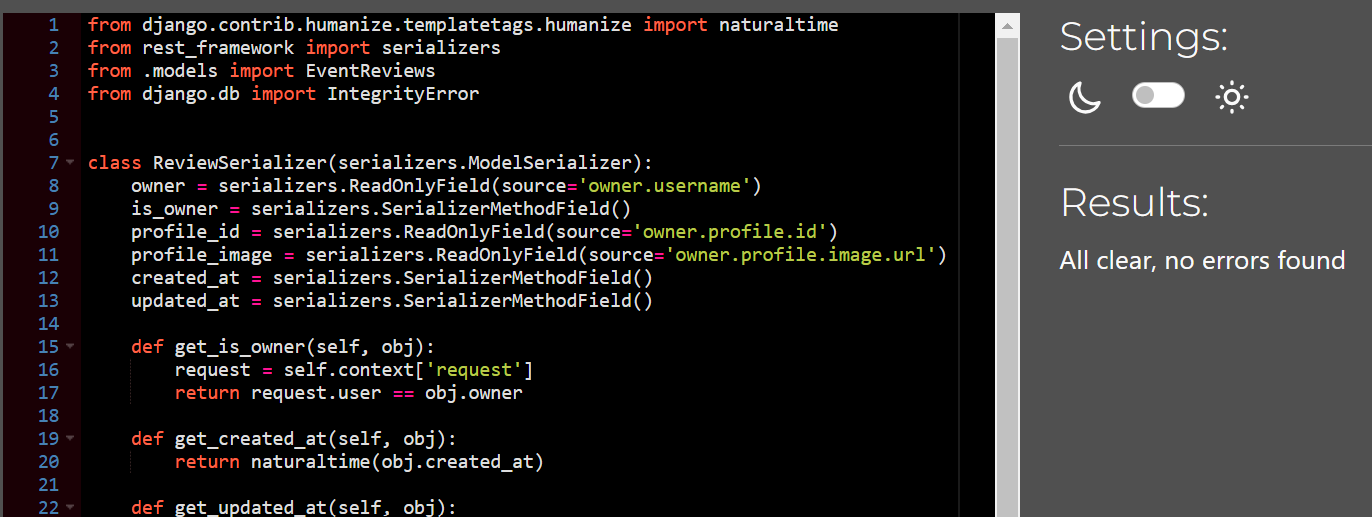 1 from django.contrib.humanize.templatetags.humanize import naturaltime
2 from rest_framework import serializers
3 from .models import EventReviews
4 from django.db import IntegrityError
5
6
7 class ReviewSerializer(serializers.ModelSerializer):
8     owner = serializers.ReadOnlyField(source='owner.username')
9     is_owner = serializers.SerializerMethodField()
10     profile_id = serializers.ReadOnlyField(source='owner.profile.id')
11     profile_image = serializers.ReadOnlyField(source='owner.profile.image.url')
12     created_at = serializers.SerializerMethodField()
13     updated_at = serializers.SerializerMethodField()
14
15     def get_is_owner(self, obj):
16         request = self.context['request']
17         return request.user == obj.owner
18
19     def get_created_at(self, obj):
20         return naturaltime(obj.created_at)
21
22     def get_updated_at(self, obj):
Settings:
Results:
All clear, no errors found